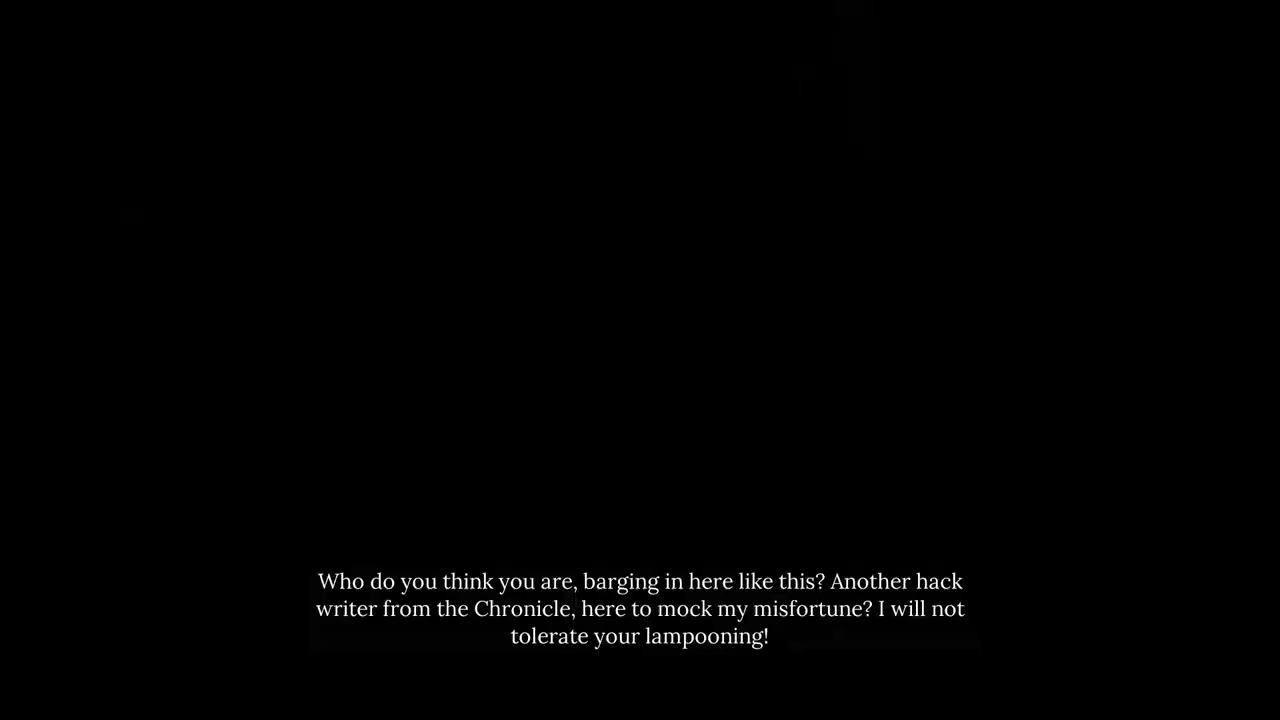 Who do you think you are, barging in here like this? Another hack
writer from the Chronicle, here to mock my misfortune? I will not
tolerate your lampooning!